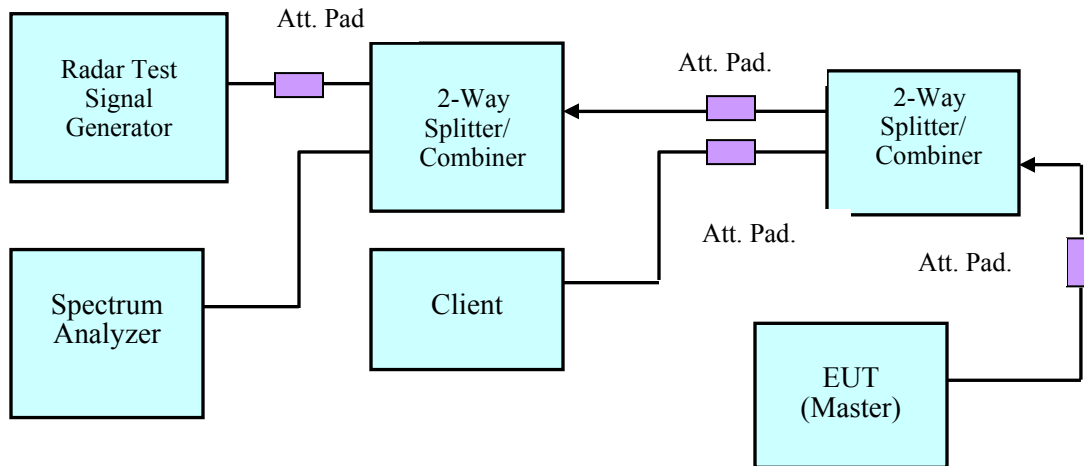 Att. Pad
Radar Test
Signal
Generator
2-Way
Splitter/
Combiner
Att. Pad.
2-Way
Splitter/
Combiner
Att. Pad.
Att. Pad.
Spectrum
Analyzer
Client
EUT
(Master)